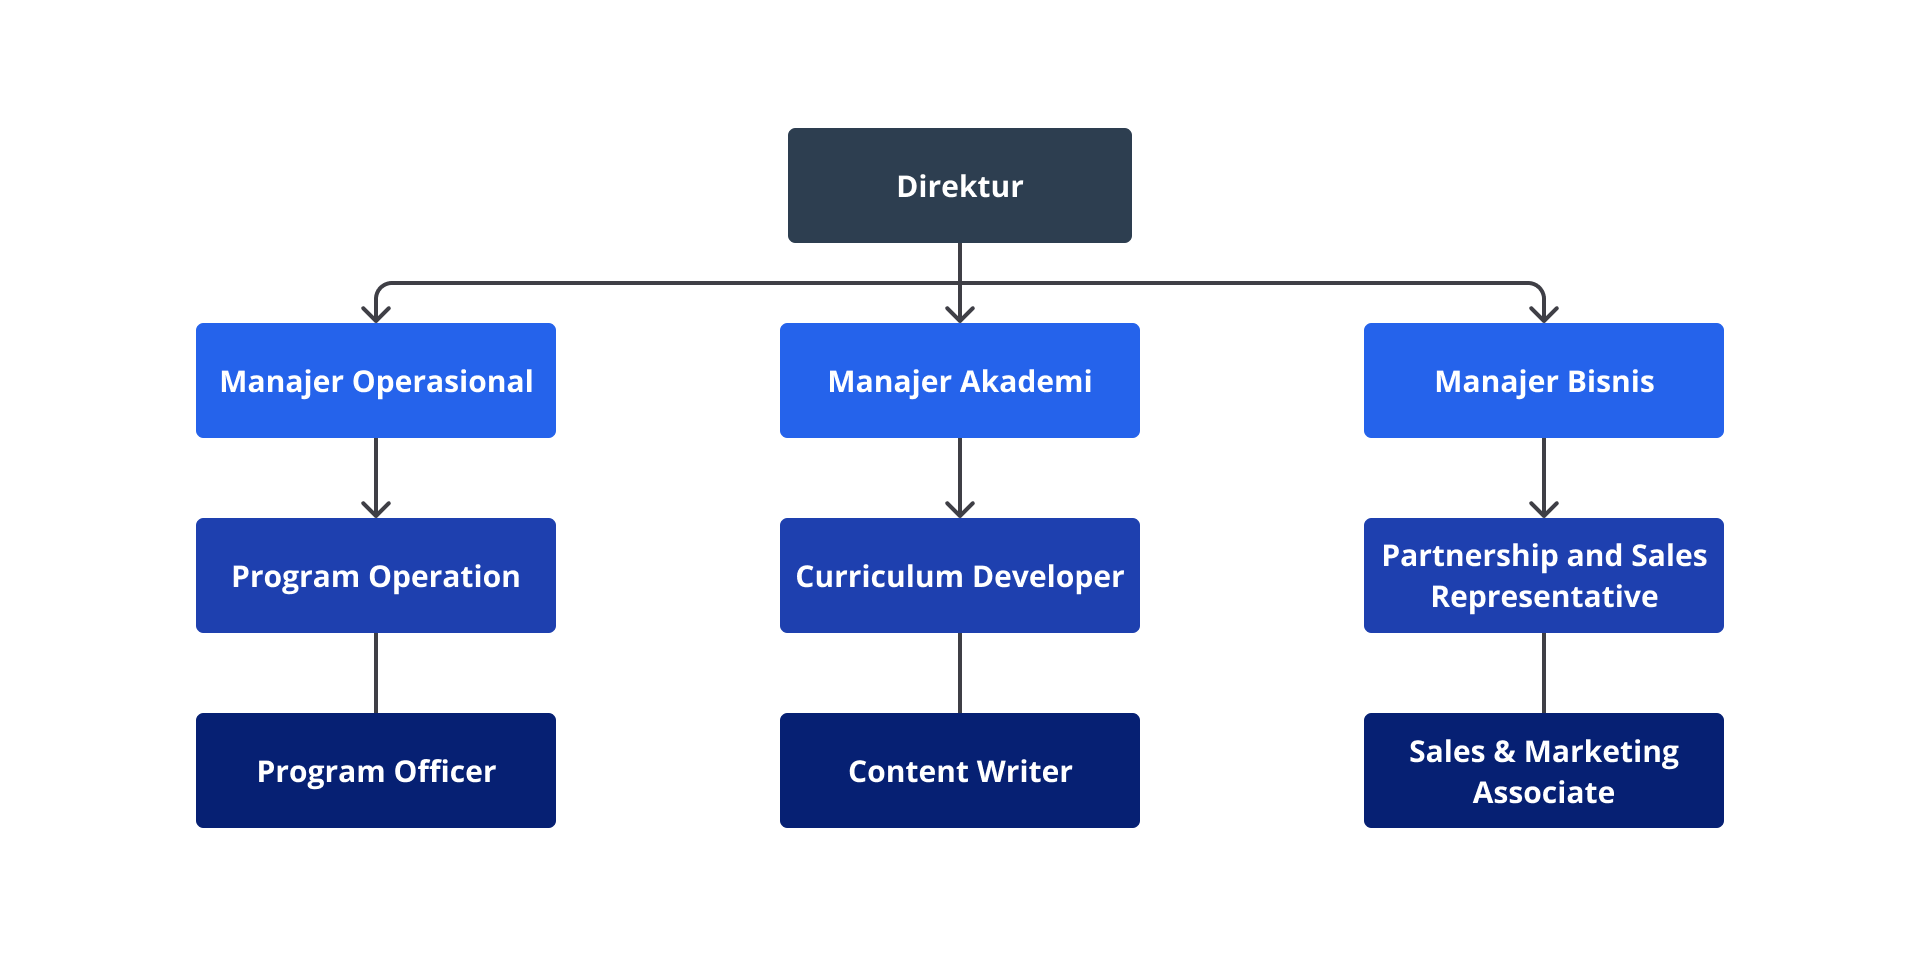 Direktur
Manajer Operasional
Manajer Akademi
Manajer Bisnis
Program Operation
Curriculum Developer
Partnership and Sales
Representative
Program Officer
Content Writer
Sales & Marketing
Associate